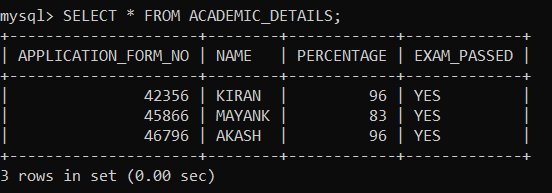 mysql> SELECT * FROM ACADEMIC_DETAILS;
+---------------------+--------+------------+-------------+
| APPLICATION_FORM_NO | NAME   | PERCENTAGE | EXAM_PASSED |
+---------------------+--------+------------+-------------+
|               42356 | KIRAN  |         96 | YES         |
|               45866 | MAYANK |         83 | YES         |
|               46796 | AKASH  |         96 | YES         |
+---------------------+--------+------------+-------------+
3 rows in set (0.00 sec)